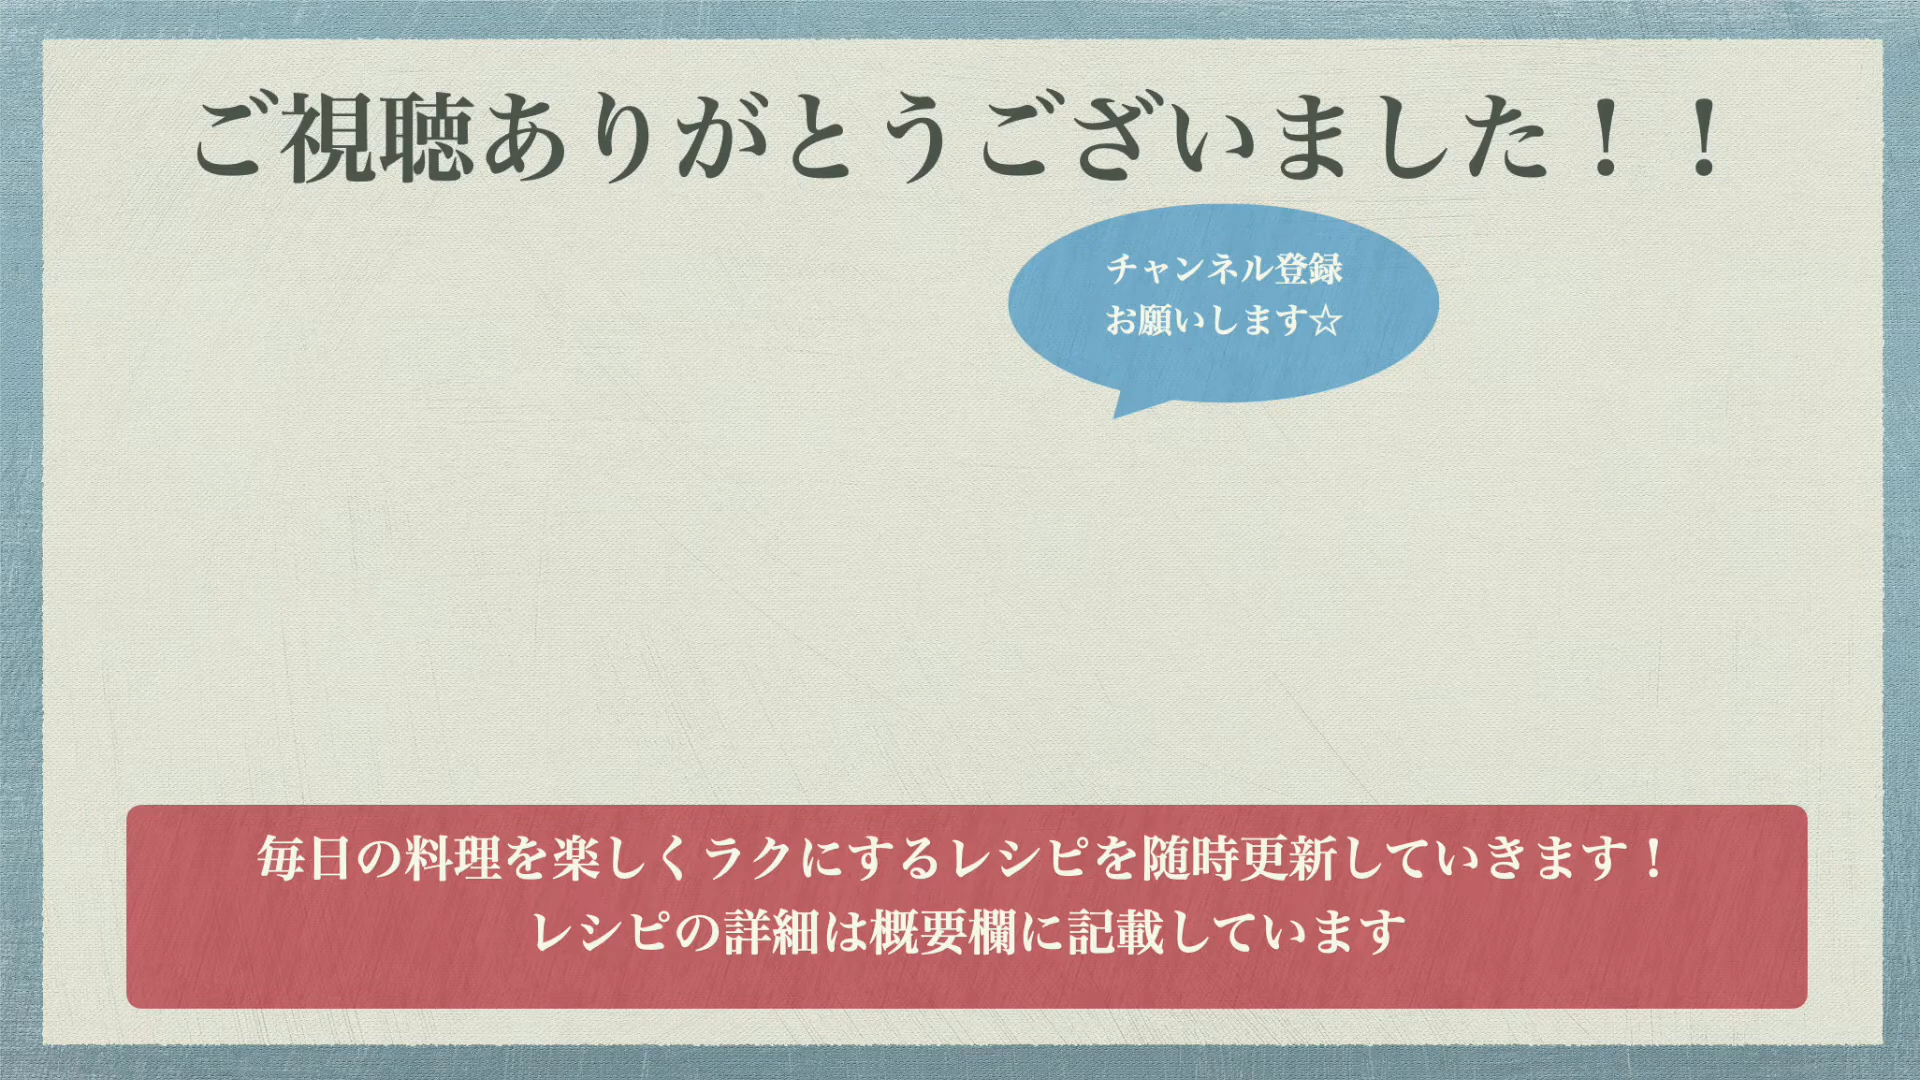 ご視聴ありがとうございました！！
チャンネル登録
お願いします☆
毎日の料理を楽しくラクにするレシピを随時更新していきます！
レシピの詳細は概要欄に記載しています